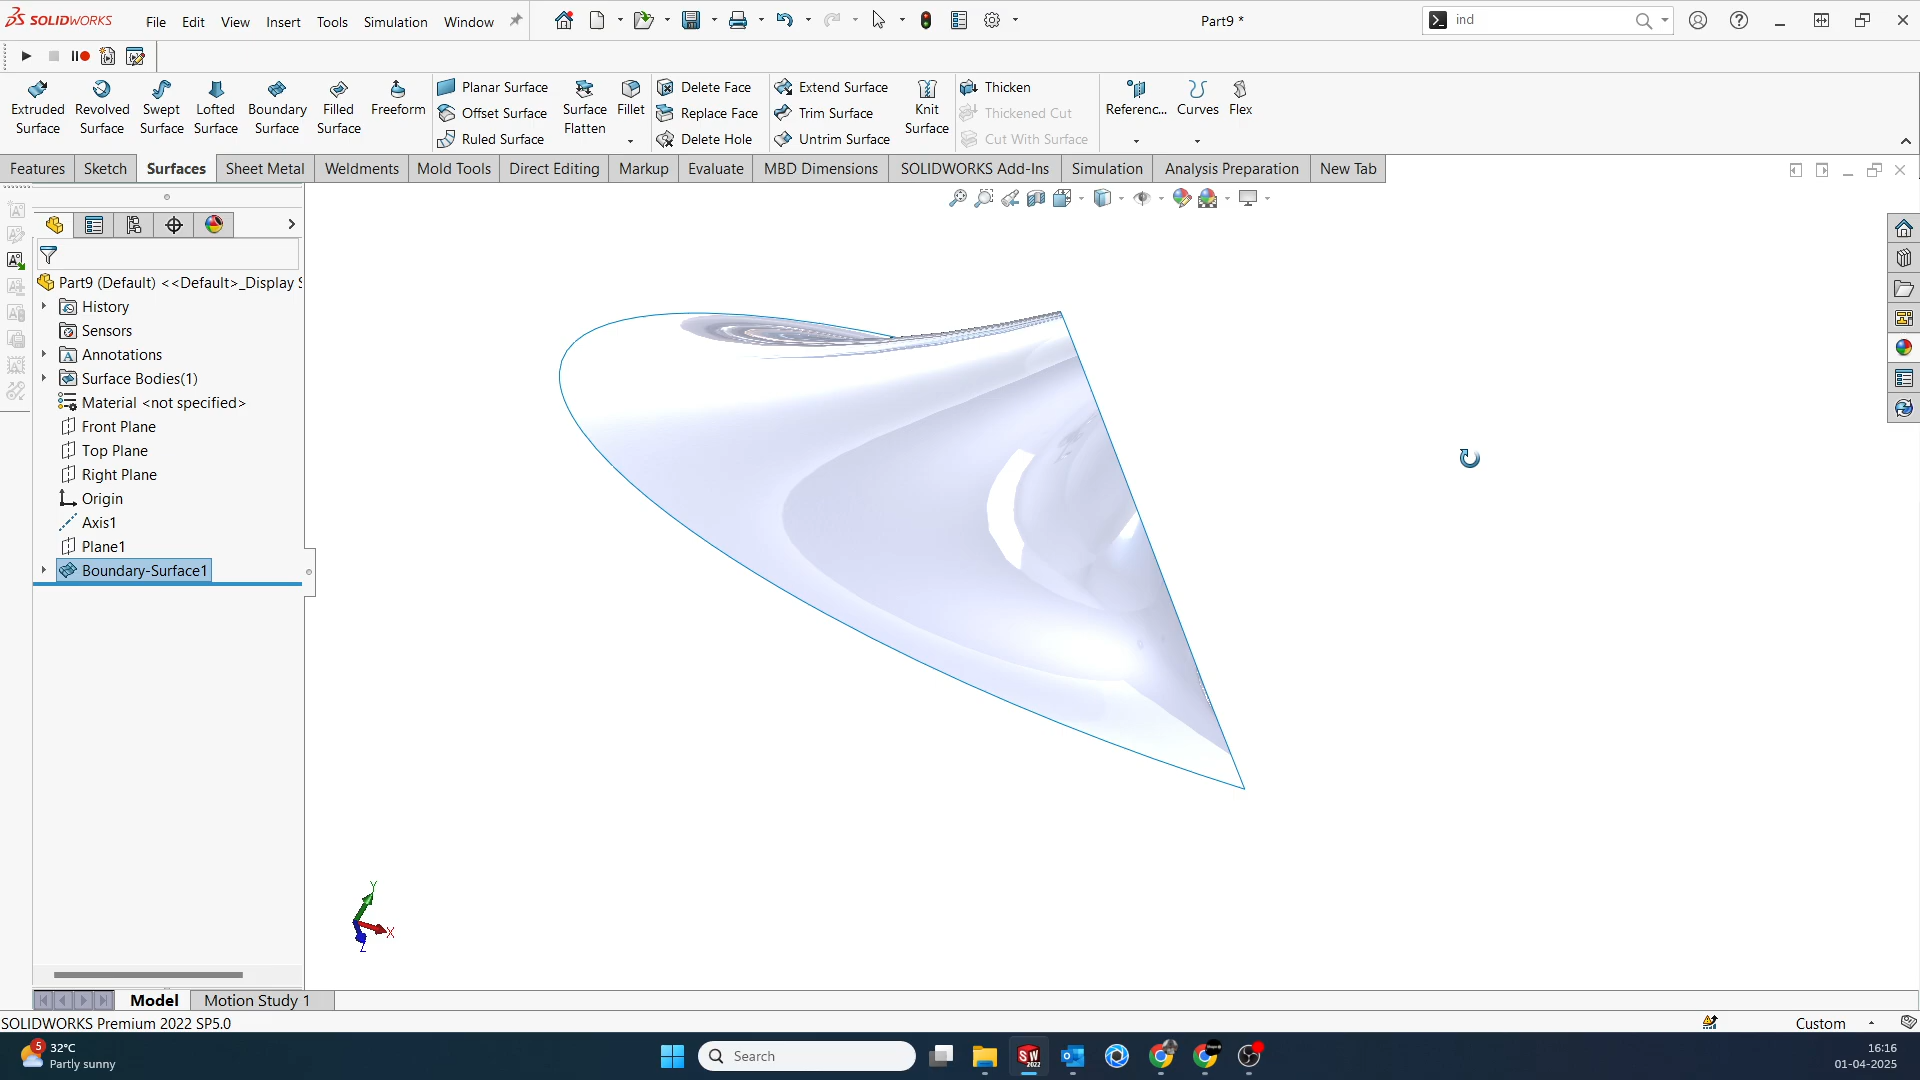 SOLIDWORKS
File Edit View Insert Tools Simulation Window
Part9 *
ind
Extruded Surface
Revolved Surface
Swept Surface
Lofted Surface
Boundary Surface
Filled Surface
Freeform
Planar Surface
Offset Surface
Ruled Surface
Surface Flatten
Fillet
Delete Face
Replace Face
Delete Hole
Extend Surface
Trim Surface
Untrim Surface
Knit Surface
Thicken
Thickened Cut
Cut With Surface
Referenc...
Curves
Flex
Features Sketch Surfaces Sheet Metal Weldments Mold Tools Direct Editing Markup Evaluate MBD Dimensions SOLIDWORKS Add-Ins Simulation Analysis Preparation New Tab
Part9 (Default) <<Default>_Display S
History
Sensors
Annotations
Surface Bodies(1)
Material <not specified>
Front Plane
Top Plane
Right Plane
Origin
Axis1
Plane1
Boundary-Surface1
Y
X
Z
Model Motion Study 1
SOLIDWORKS Premium 2022 SP5.0
Custom
5
32°C
Partly sunny
Search
SW
2022
16:16
01-04-2025